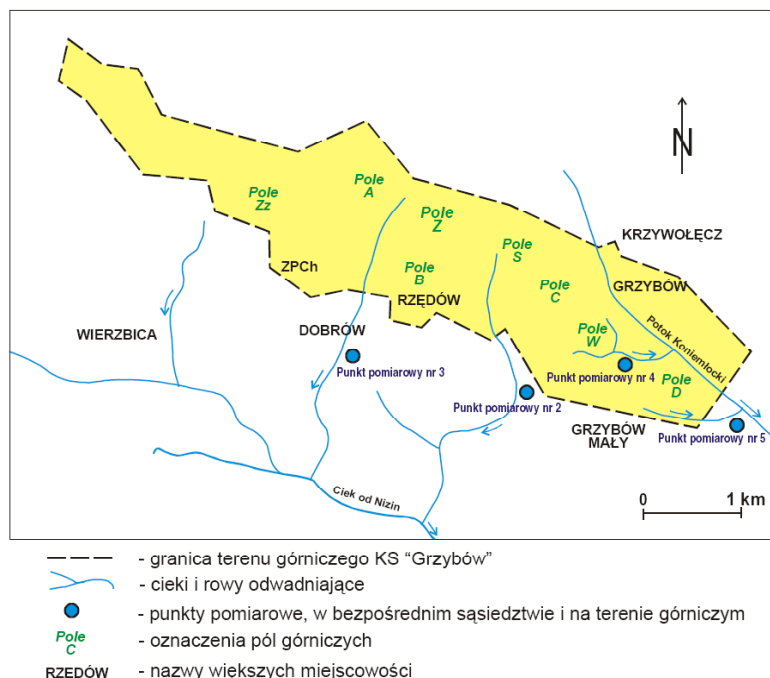 Pole
Zz
Pole
A
Pole
Z
Pole
S
Pole
B
Pole
C
Pole
W
Pole
D
N
KRZYWOŁĘCZ
GRZYBÓW
ZPCh
RZĘDÓW
WIERZBICA
DOBRÓW
Potok Koniemłocki
Punkt pomiarowy nr 3
Punkt pomiarowy nr 4
Punkt pomiarowy nr 2
GRZYBÓW
MAŁY
Punkt pomiarowy nr 5
Ciek od Nizin
0 1 km
- granica terenu górniczego KS “Grzybów”
- cieki i rowy odwadniające
- punkty pomiarowe, w bezpośrednim sąsiedztwie i na terenie górniczym
Pole
C
- oznaczenia pól górniczych
RZĘDÓW - nazwy większych miejscowości